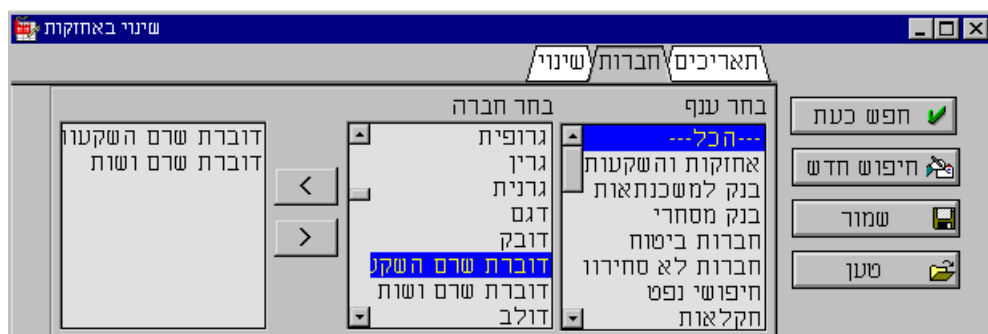 שינוי באחזקות
תאריכים
חברות
שינוי
בחר ענף
---הכל---
אחזקות והשקעות
בנק למשכנתאות
בנק מסחרי
חברות ביטוח
חברות לא סחירוו
חיפושי נפט
חקלאות
בחר חברה
גרופית
גרין
גרנית
דגם
דובק
דוברת שרם השקע
דוברת שרם ושות
דולב
<
>
דוברת שרם השקעוו
דוברת שרם ושות
חפש כעת
חיפוש חדש
שמור
טען